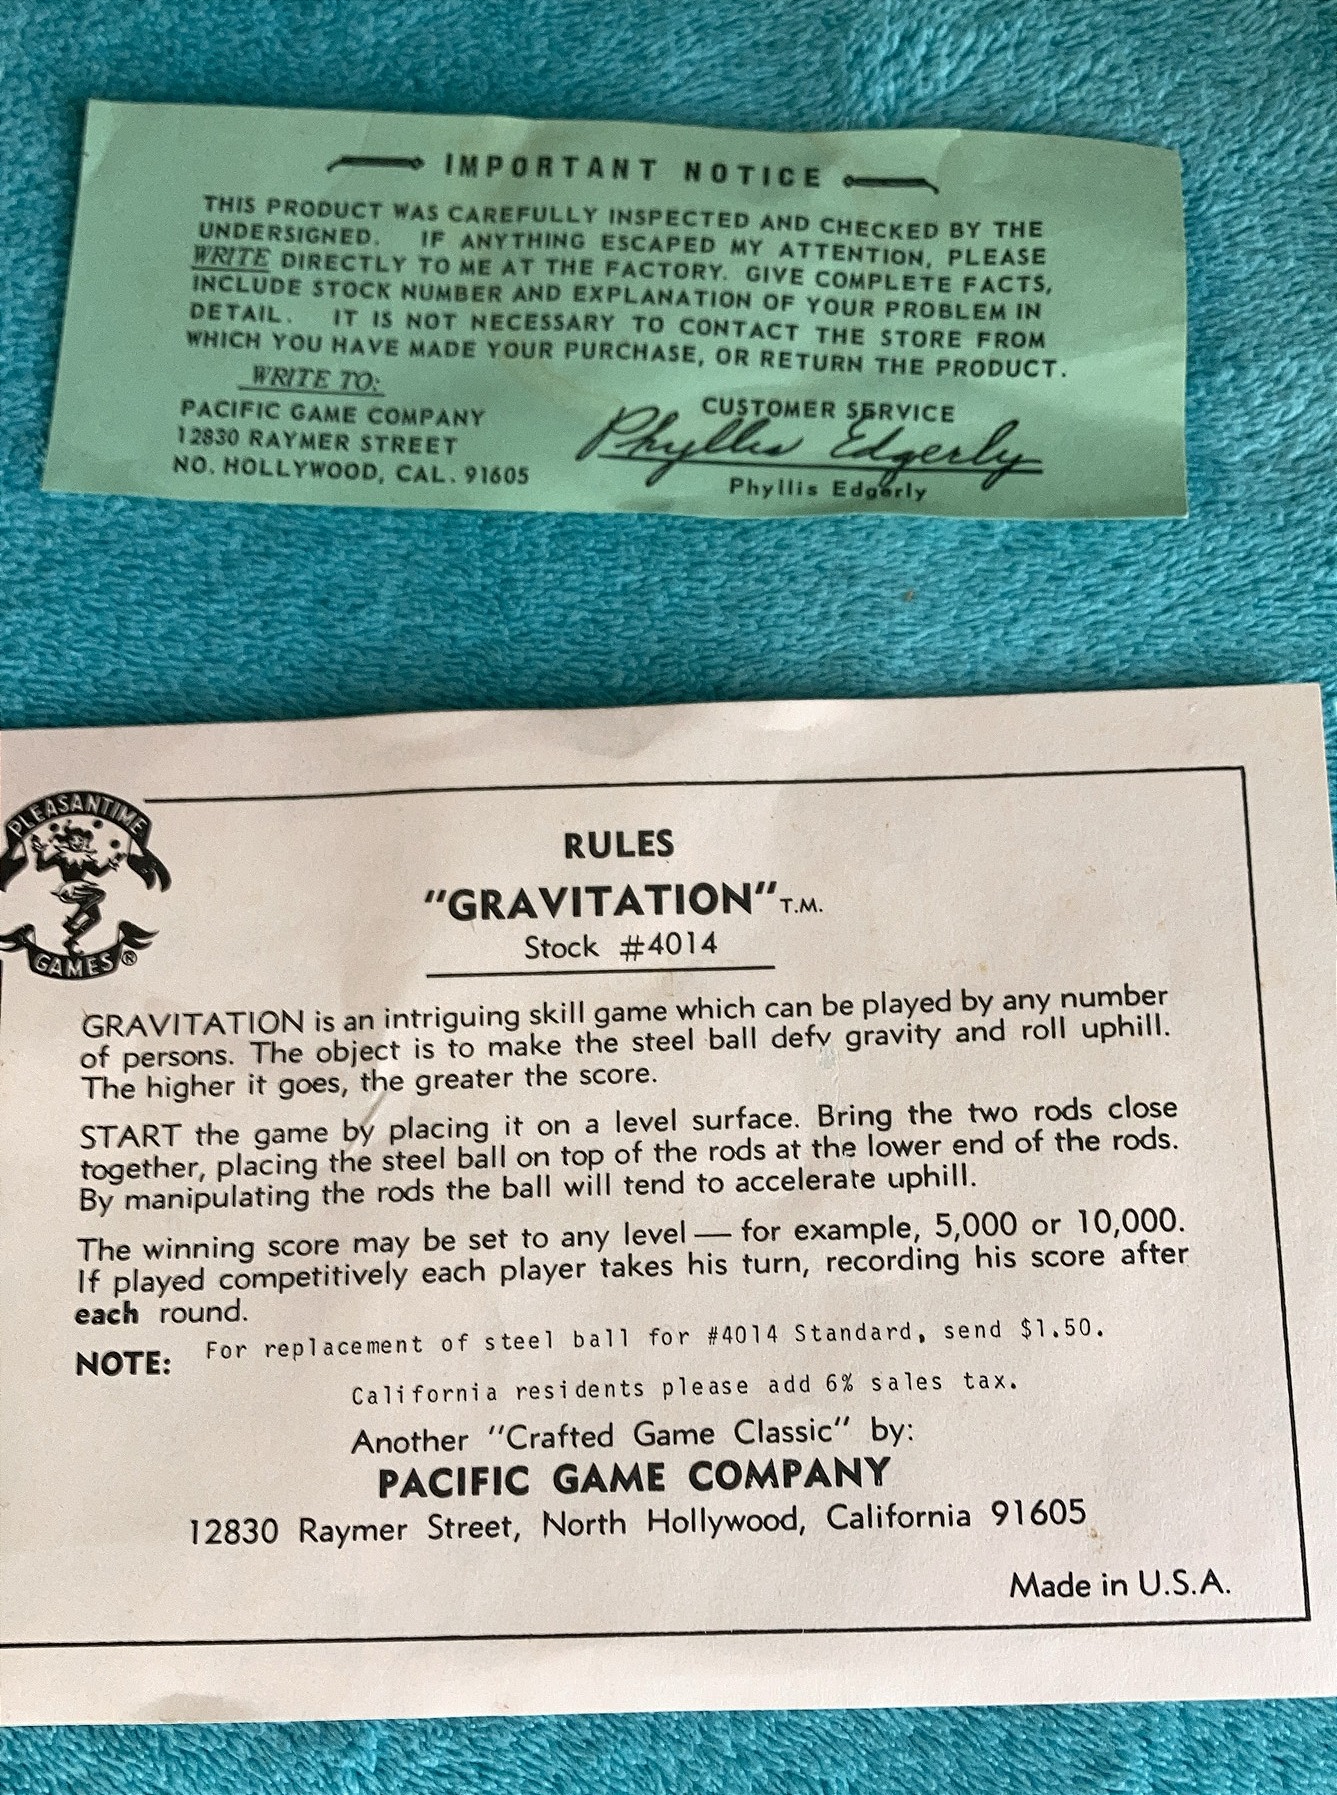 IMPORTANT NOTICE
THIS PRODUCT WAS CAREFULLY INSPECTED AND CHECKED BY THE
UNDERSIGNED. IF ANYTHING ESCAPED MY ATTENTION, PLEASE
WRITE DIRECTLY TO ME AT THE FACTORY. GIVE COMPLETE FACTS,
INCLUDE STOCK NUMBER AND EXPLANATION OF YOUR PROBLEM IN
DETAIL. IT IS NOT NECESSARY TO CONTACT THE STORE FROM
WHICH YOU HAVE MADE YOUR PURCHASE, OR RETURN THE PRODUCT.
WRITE TO:
PACIFIC GAME COMPANY
12830 RAYMER STREET
NO. HOLLYWOOD, CAL. 91605
CUSTOMER SERVICE
Phyllis Edgerly
Phyllis Edgerly
PLEASANTIME
GAMES®
RULES
"GRAVITATION" T.M.
Stock #4014
GRAVITATION is an intriguing skill game which can be played by any number
of persons. The object is to make the steel ball defy gravity and roll uphill.
The higher it goes, the greater the score.
START the game by placing it on a level surface. Bring the two rods close
together, placing the steel ball on top of the rods at the lower end of the rods.
By manipulating the rods the ball will tend to accelerate uphill.
The winning score may be set to any level — for example, 5,000 or 10,000.
If played competitively each player takes his turn, recording his score after
each round.
NOTE: For replacement of steel ball for #4014 Standard, send $1.50.
California residents please add 6% sales tax.
Another "Crafted Game Classic" by:
PACIFIC GAME COMPANY
12830 Raymer Street, North Hollywood, California 91605
Made in U.S.A.